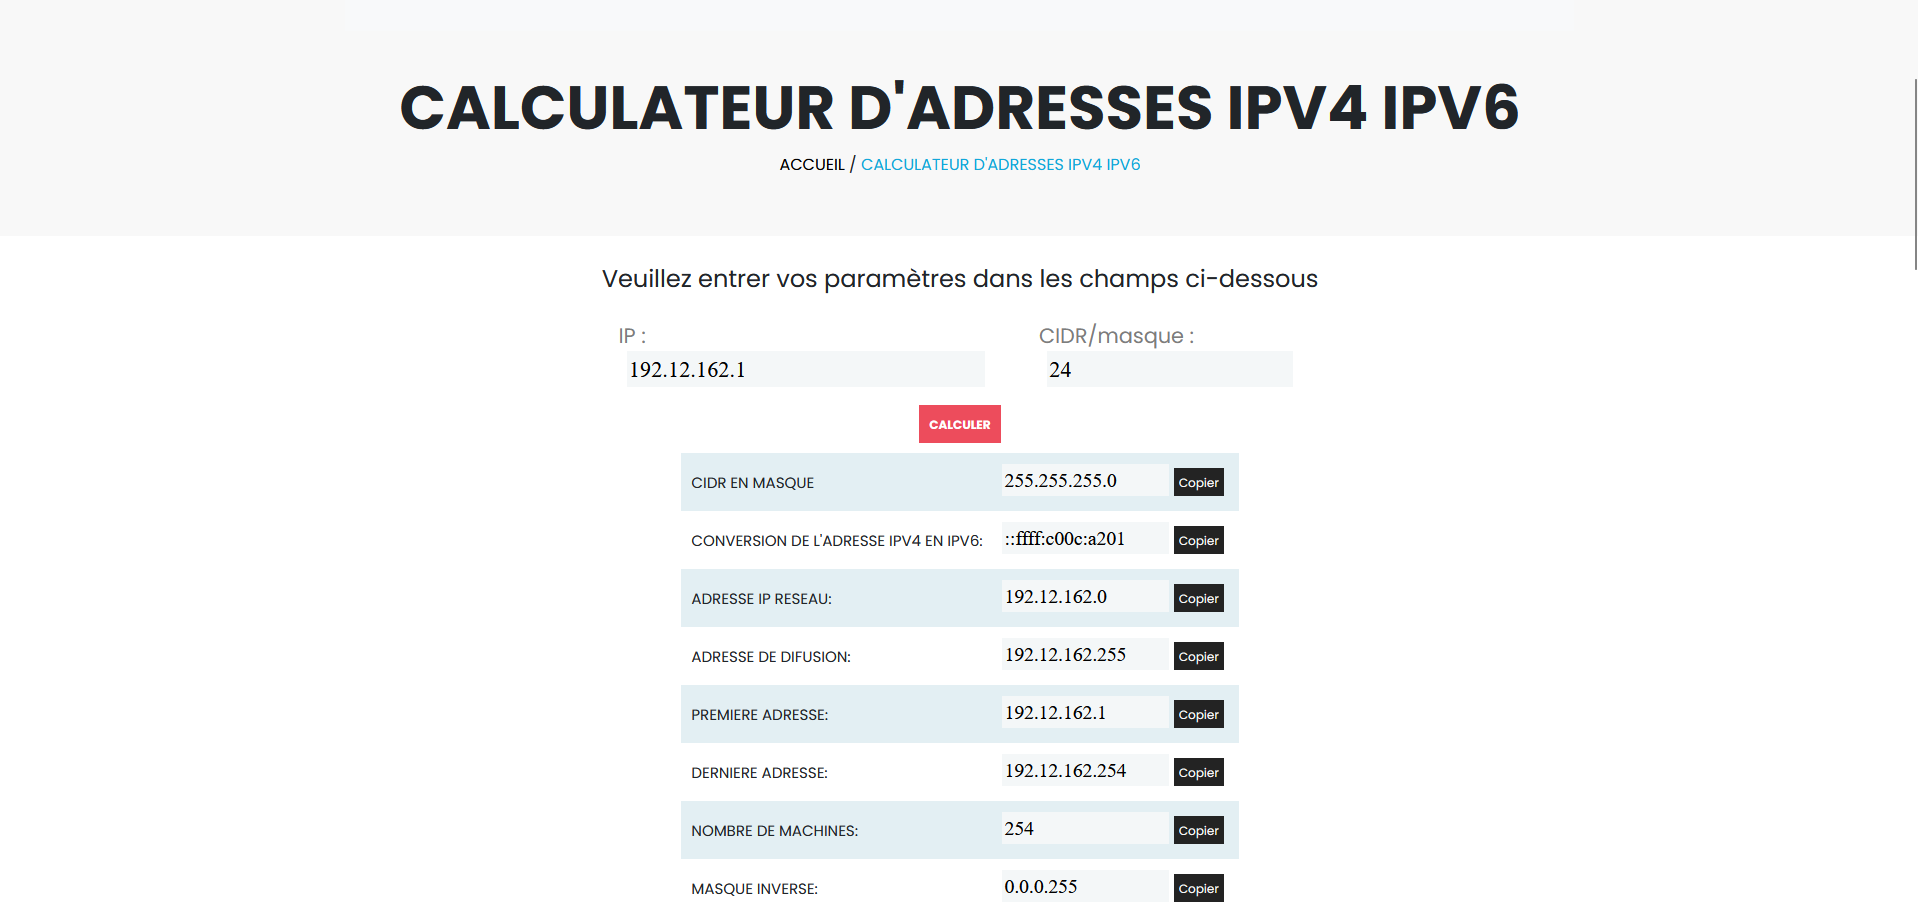 CALCULATEUR D'ADRESSES IPV4 IPV6
ACCUEIL / CALCULATEUR D'ADRESSES IPV4 IPV6
Veuillez entrer vos paramètres dans les champs ci-dessous
IP : CIDR/masque :
192.12.162.1 24
CALCULER
CIDR EN MASQUE 255.255.255.0 Copier
CONVERSION DE L'ADRESSE IPV4 EN IPV6: ::ffff:c00c:a201 Copier
ADRESSE IP RESEAU: 192.12.162.0 Copier
ADRESSE DE DIFUSION: 192.12.162.255 Copier
PREMIERE ADRESSE: 192.12.162.1 Copier
DERNIERE ADRESSE: 192.12.162.254 Copier
NOMBRE DE MACHINES: 254 Copier
MASQUE INVERSE: 0.0.0.255 Copier